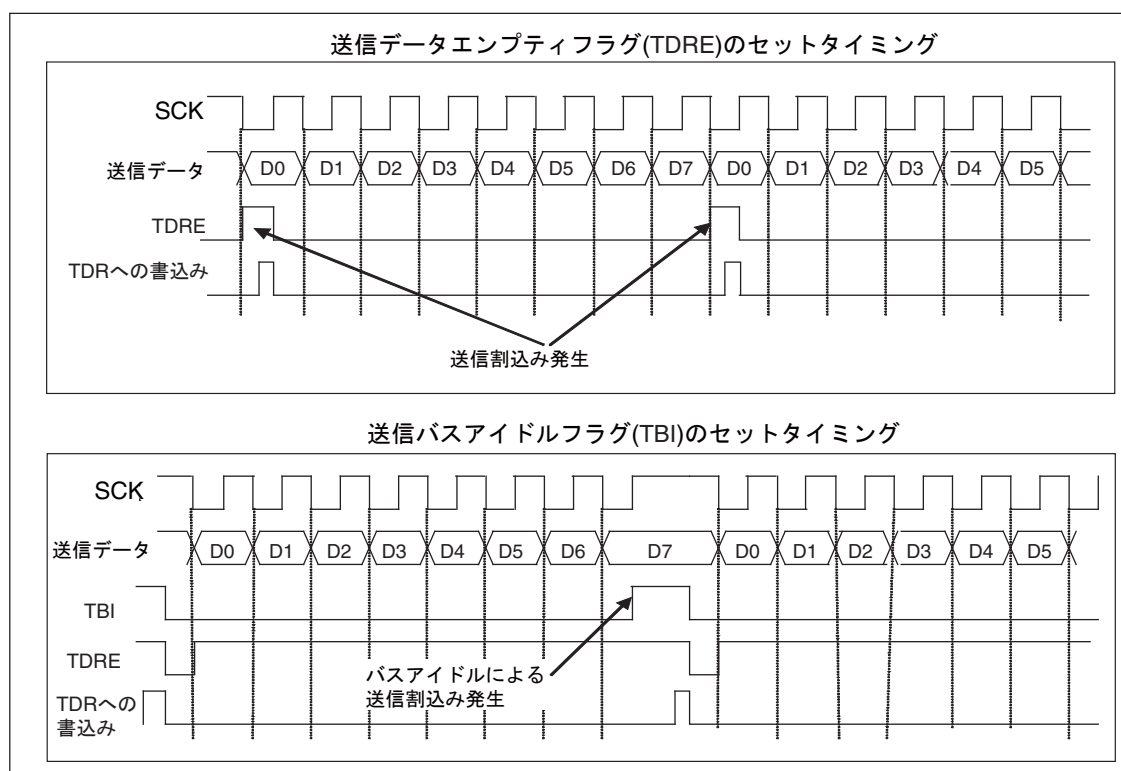 送信データエンプティフラグ(TDRE)のセットタイミング
SCK
送信データ D0 D1 D2 D3 D4 D5 D6 D7 D0 D1 D2 D3 D4 D5
TDRE
TDRへの書込み
送信割込み発生
送信バスアイドルフラグ(TBI)のセットタイミング
SCK
送信データ D0 D1 D2 D3 D4 D5 D6 D7 D0 D1 D2 D3 D4 D5
TBI
TDRE
バスアイドルによる
送信割込み発生
TDRへの
書込み